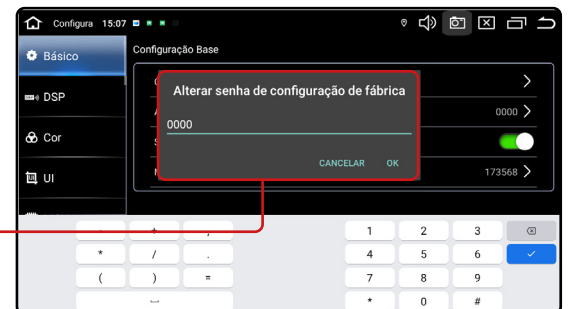 Configura 15:07
Básico
DSP
Cor
UI
Configuração Base
Alterar senha de configuração de fábrica
0000
CANCELAR OK
0000
173568
- + ,
* / .
( ) =
1 2 3
4 5 6
7 8 9
* 0 #